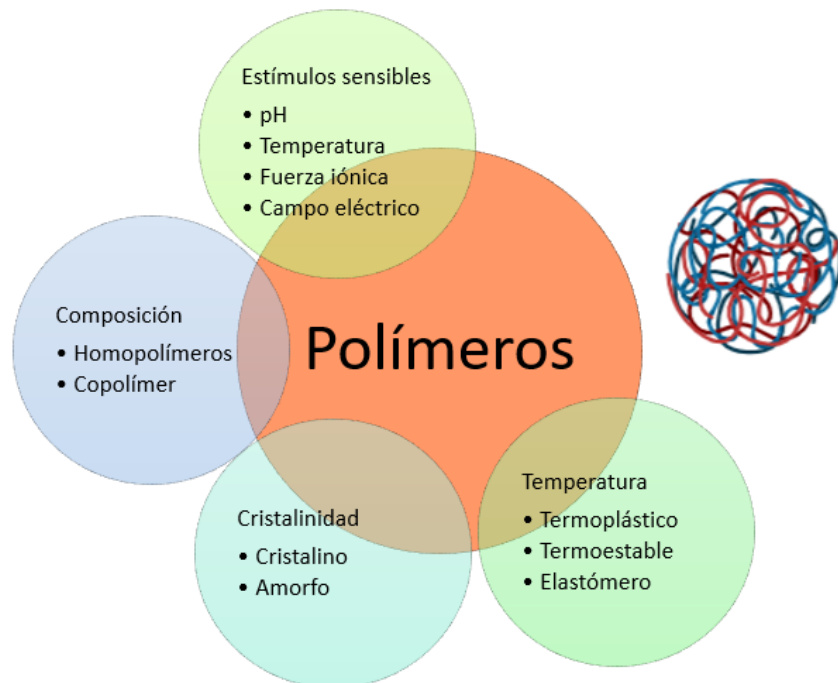 Estímulos sensibles
• pH
• Temperatura
• Fuerza iónica
• Campo eléctrico
Composición
• Homopolímeros
• Copolímer
Polímeros
Cristalinidad
• Cristalino
• Amorfo
Temperatura
• Termoplástico
• Termoestable
• Elastómero